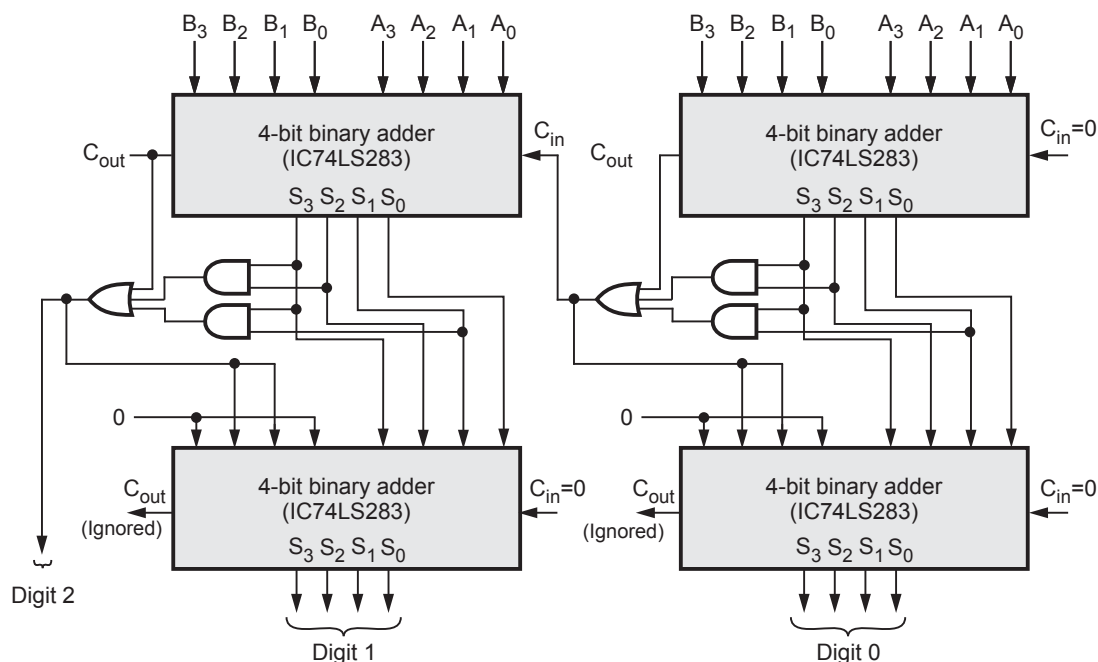 B3 B2 B1 B0 A3 A2 A1 A0 B3 B2 B1 B0 A3 A2 A1 A0
Cout 4-bit binary adder Cin Cout 4-bit binary adder Cin=0
(IC74LS283) (IC74LS283)
S3 S2 S1 S0 S3 S2 S1 S0
0 0
Cout 4-bit binary adder Cin=0 Cout 4-bit binary adder Cin=0
(Ignored) (IC74LS283) (Ignored) (IC74LS283)
S3 S2 S1 S0 S3 S2 S1 S0
Digit 2
Digit 1 Digit 0